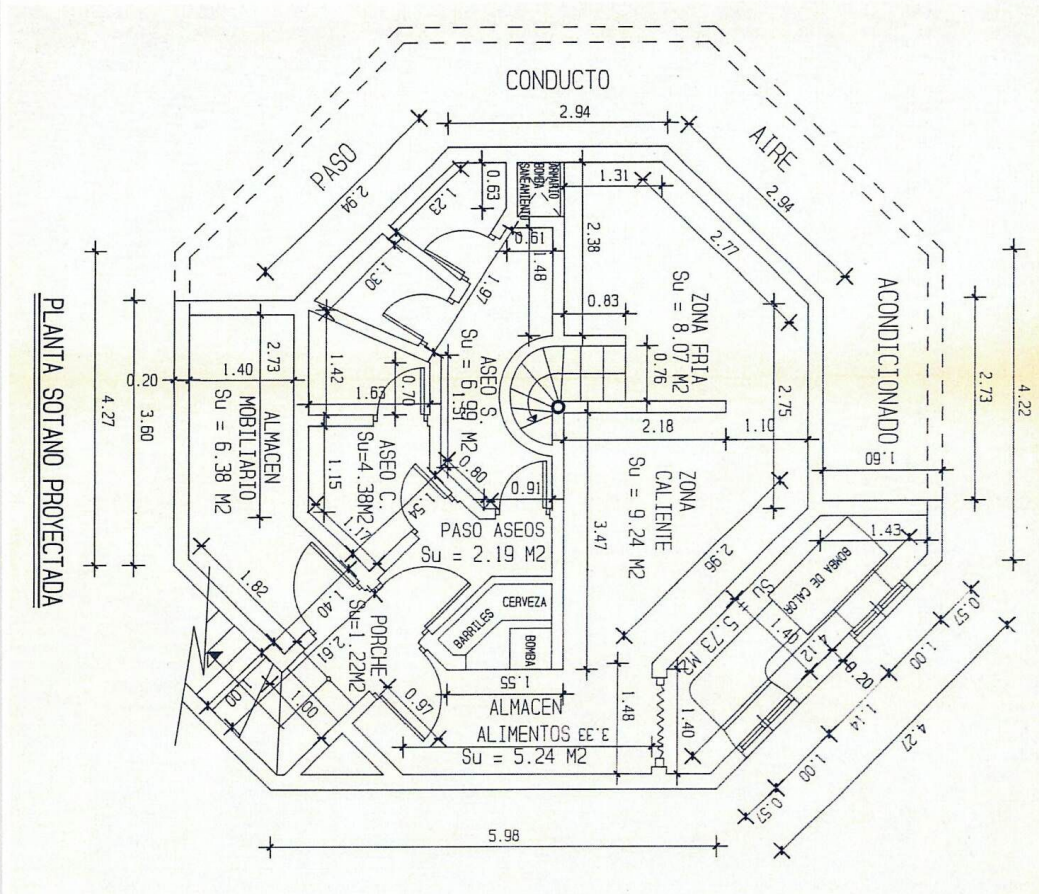 CONDUCTO
2.94
PASO
AIRE
2.94
2.94
ARMARIO
BOMBA
SANEAMIENTO
0.63
1.23
1.31
2.77
2.38
0.61
1.48
1.30
1.97
0.83
ZONA FRIA
Su = 8.07 M2
0.76
ACONDICIONADO
4.22
2.73
2.75
1.60
PLANTA SOTANO PROYECTADA
4.27
3.60
0.20
1.40
2.73
1.42
1.63
0.70
1.51
ASEO S.
Su = 6.99 M2
2.18
1.10
ALMACEN
MOBILIARIO
Su = 6.38 M2
ASEO C.
Su=4.38M2
1.15
1.17
0.80
1.54
0.91
ZONA
CALIENTE
Su = 9.24 M2
3.47
2.96
PASO ASEOS
Su = 2.19 M2
1.43
BOMBA DE CALOR
Su 5.73 M2
1.40
4.12
0.20
0.57
1.00
1.14
1.00
0.57
4.27
1.82
1.40
2.61
PORCHE
Su=1.22M2
BARRILES
CERVEZA
BOMBA
1.00
1.00
0.97
1.55
1.48
1.40
ALMACEN
ALIMENTOS
3.33
Su = 5.24 M2
5.98